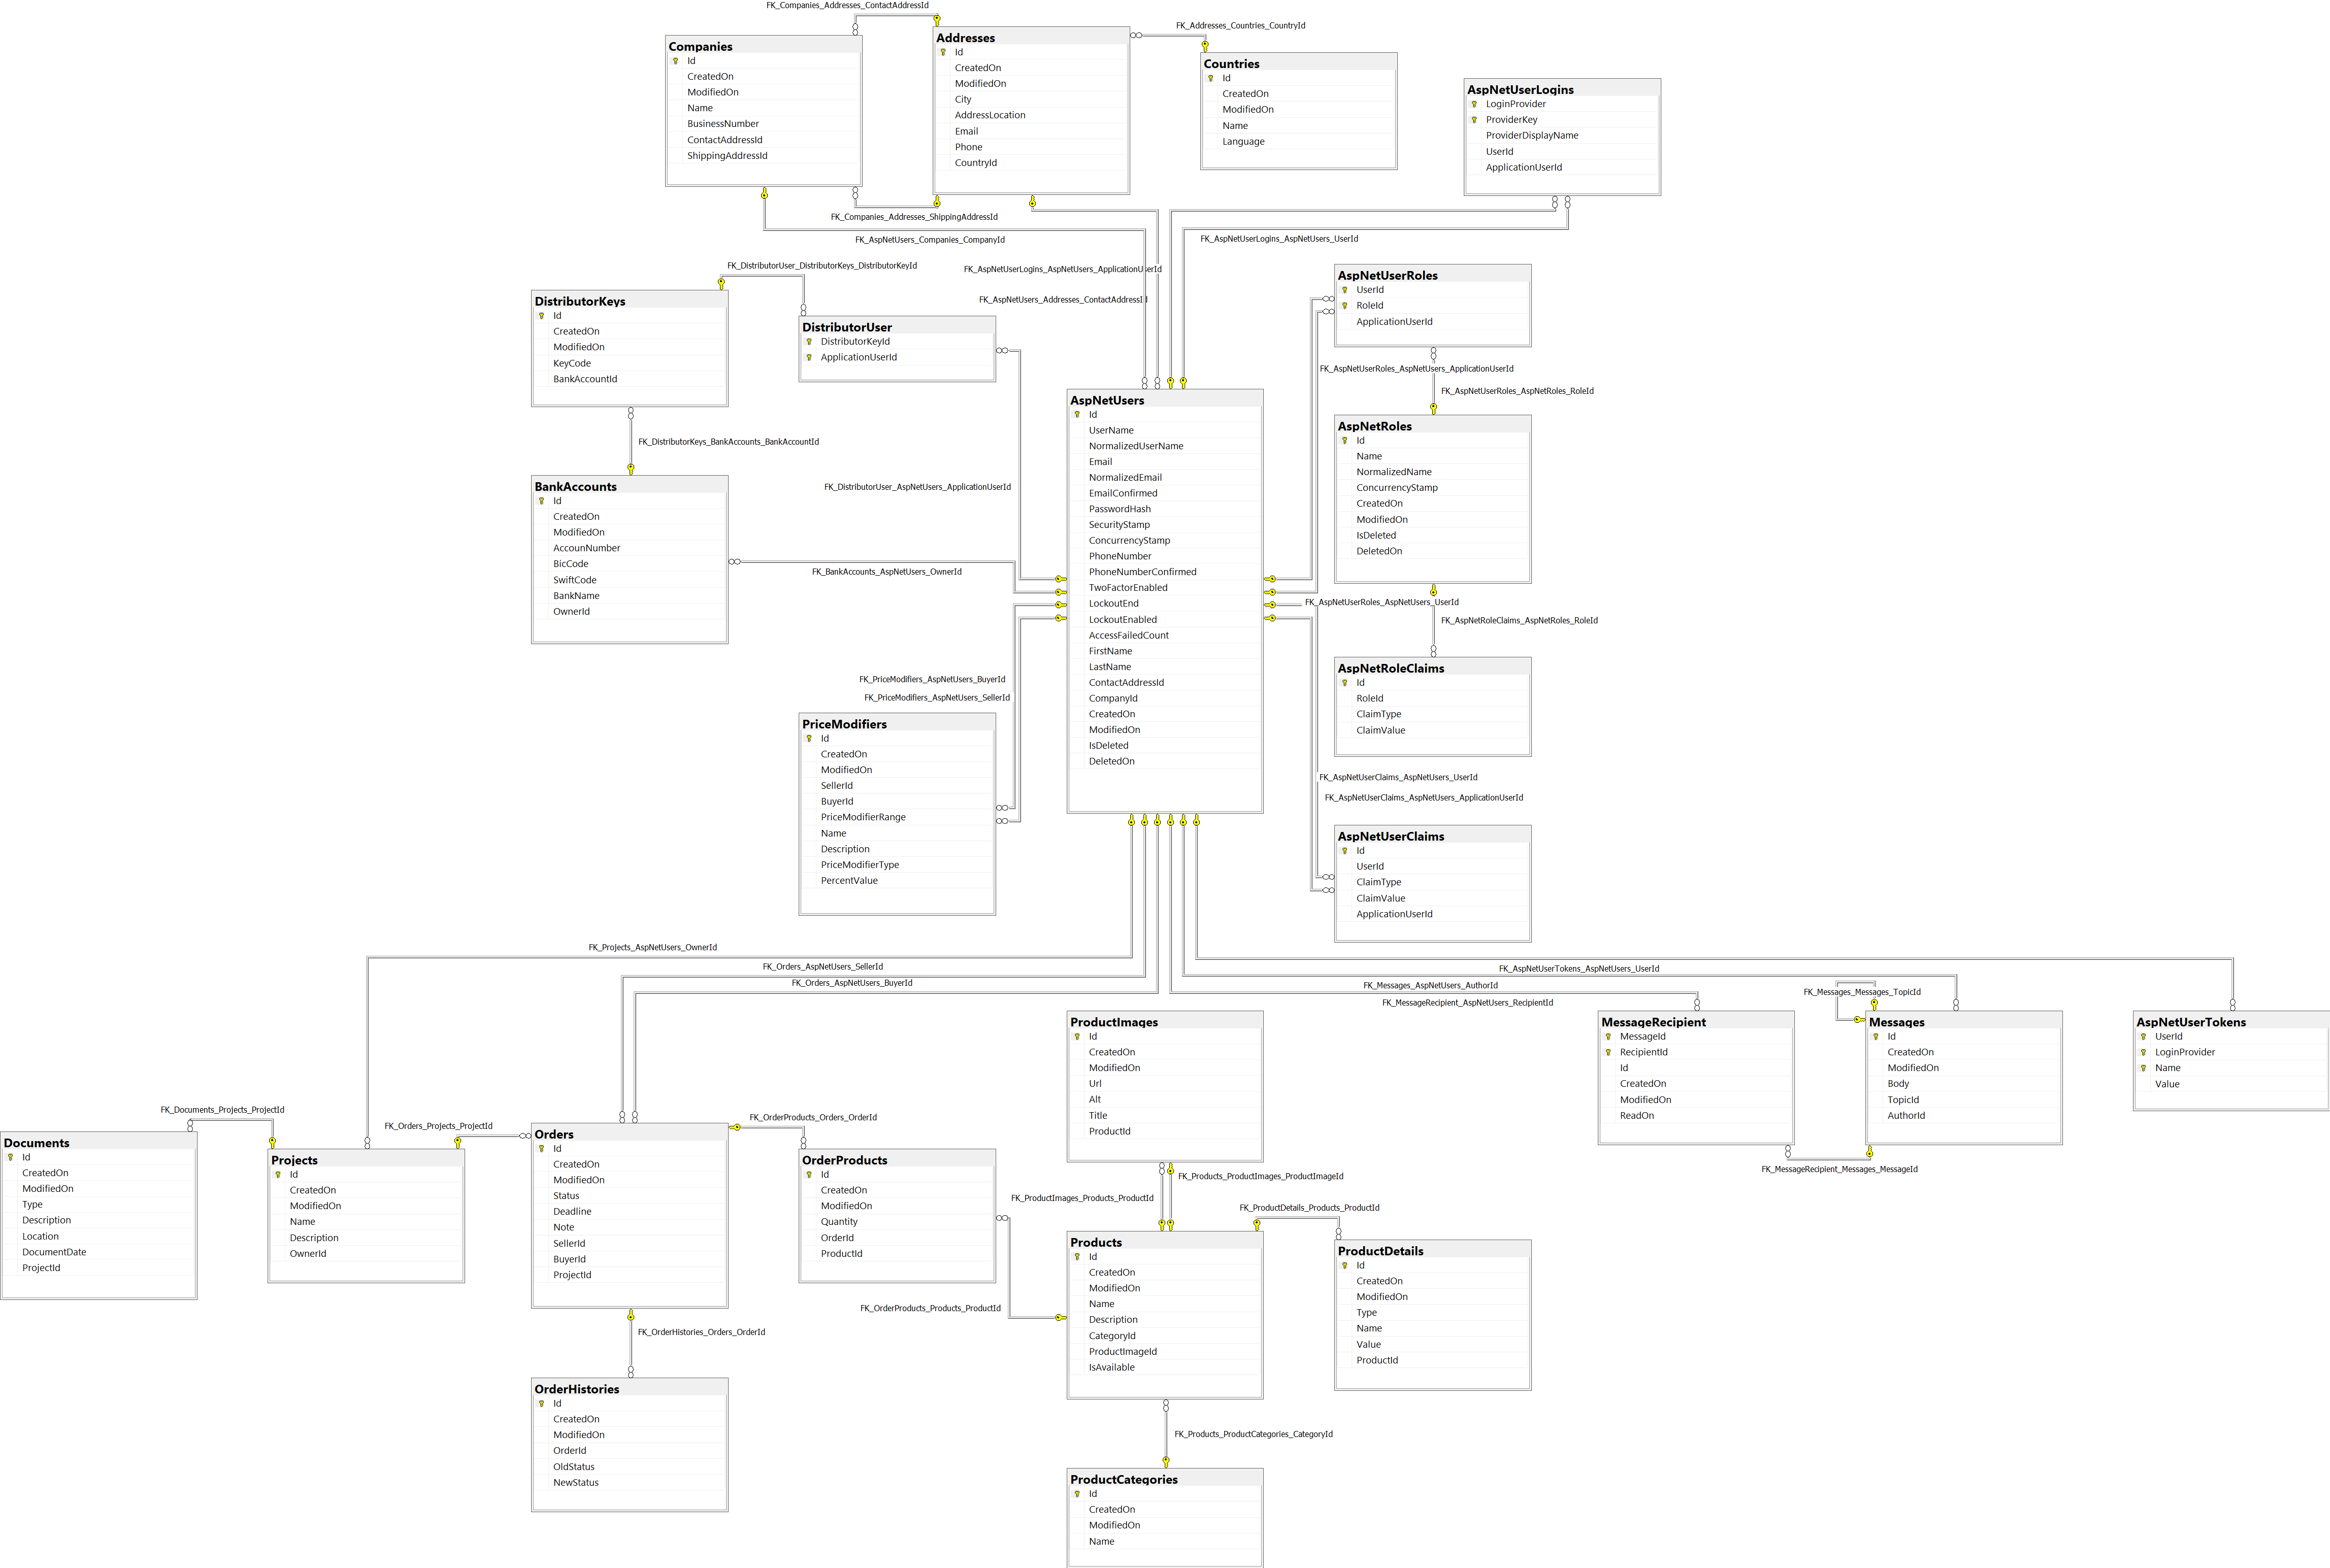 FK_Companies_Addresses_ContactAddressId
FK_Addresses_Countries_CountryId
Companies
Id
CreatedOn
ModifiedOn
Name
BusinessNumber
ContactAddressId
ShippingAddressId
Addresses
Id
CreatedOn
ModifiedOn
City
AddressLocation
Email
Phone
CountryId
Countries
Id
CreatedOn
ModifiedOn
Name
Language
AspNetUserLogins
LoginProvider
ProviderKey
ProviderDisplayName
UserId
ApplicationUserId
FK_Companies_Addresses_ShippingAddressId
FK_AspNetUsers_Companies_CompanyId
FK_AspNetUserLogins_AspNetUsers_UserId
FK_DistributorUser_DistributorKeys_DistributorKeyId
FK_AspNetUserLogins_AspNetUsers_ApplicationUserId
FK_AspNetUsers_Addresses_ContactAddressId
DistributorKeys
Id
CreatedOn
ModifiedOn
KeyCode
BankAccountId
DistributorUser
DistributorKeyId
ApplicationUserId
AspNetUserRoles
UserId
RoleId
ApplicationUserId
FK_AspNetUserRoles_AspNetUsers_ApplicationUserId
FK_AspNetUserRoles_AspNetRoles_RoleId
FK_DistributorKeys_BankAccounts_BankAccountId
BankAccounts
Id
CreatedOn
ModifiedOn
AccounNumber
BicCode
SwiftCode
BankName
OwnerId
FK_DistributorUser_AspNetUsers_ApplicationUserId
FK_BankAccounts_AspNetUsers_OwnerId
AspNetUsers
Id
UserName
NormalizedUserName
Email
NormalizedEmail
EmailConfirmed
PasswordHash
SecurityStamp
ConcurrencyStamp
PhoneNumber
PhoneNumberConfirmed
TwoFactorEnabled
LockoutEnd
LockoutEnabled
AccessFailedCount
FirstName
LastName
ContactAddressId
CompanyId
CreatedOn
ModifiedOn
IsDeleted
DeletedOn
AspNetRoles
Id
Name
NormalizedName
ConcurrencyStamp
CreatedOn
ModifiedOn
IsDeleted
DeletedOn
FK_AspNetUserRoles_AspNetUsers_UserId
FK_AspNetRoleClaims_AspNetRoles_RoleId
AspNetRoleClaims
Id
RoleId
ClaimType
ClaimValue
FK_PriceModifiers_AspNetUsers_BuyerId
FK_PriceModifiers_AspNetUsers_SellerId
PriceModifiers
Id
CreatedOn
ModifiedOn
SellerId
BuyerId
PriceModifierRange
Name
Description
PriceModifierType
PercentValue
FK_AspNetUserClaims_AspNetUsers_UserId
FK_AspNetUserClaims_AspNetUsers_ApplicationUserId
AspNetUserClaims
Id
UserId
ClaimType
ClaimValue
ApplicationUserId
FK_Projects_AspNetUsers_OwnerId
FK_Orders_AspNetUsers_SellerId
FK_Orders_AspNetUsers_BuyerId
FK_AspNetUserTokens_AspNetUsers_UserId
FK_Messages_AspNetUsers_AuthorId
FK_MessageRecipient_AspNetUsers_RecipientId
FK_Messages_Messages_TopicId
ProductImages
Id
CreatedOn
ModifiedOn
Url
Alt
Title
ProductId
MessageRecipient
MessageId
RecipientId
Id
CreatedOn
ModifiedOn
ReadOn
Messages
Id
CreatedOn
ModifiedOn
Body
TopicId
AuthorId
AspNetUserTokens
UserId
LoginProvider
Name
Value
FK_MessageRecipient_Messages_MessageId
FK_Documents_Projects_ProjectId
FK_Orders_Projects_ProjectId
FK_OrderProducts_Orders_OrderId
Documents
Id
CreatedOn
ModifiedOn
Type
Description
Location
DocumentDate
ProjectId
Projects
Id
CreatedOn
ModifiedOn
Name
Description
OwnerId
Orders
Id
CreatedOn
ModifiedOn
Status
Deadline
Note
SellerId
BuyerId
ProjectId
OrderProducts
Id
CreatedOn
ModifiedOn
Quantity
OrderId
ProductId
FK_Products_ProductImages_ProductImageId
FK_ProductImages_Products_ProductId
FK_ProductDetails_Products_ProductId
Products
Id
CreatedOn
ModifiedOn
Name
Description
CategoryId
ProductImageId
IsAvailable
ProductDetails
Id
CreatedOn
ModifiedOn
Type
Name
Value
ProductId
FK_OrderProducts_Products_ProductId
FK_OrderHistories_Orders_OrderId
OrderHistories
Id
CreatedOn
ModifiedOn
OrderId
OldStatus
NewStatus
FK_Products_ProductCategories_CategoryId
ProductCategories
Id
CreatedOn
ModifiedOn
Name